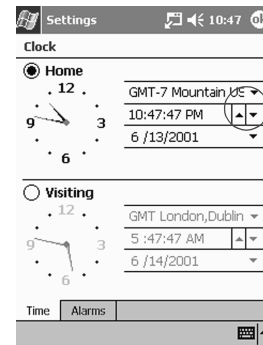 Settings 10:47 ok
Clock
Home
12
9
3
6
GMT-7 Mountain US
10:47:47 PM
6 /13/2001
Visiting
12
9
3
6
GMT London,Dublin
5 :47:47 AM
6 /14/2001
Time Alarms